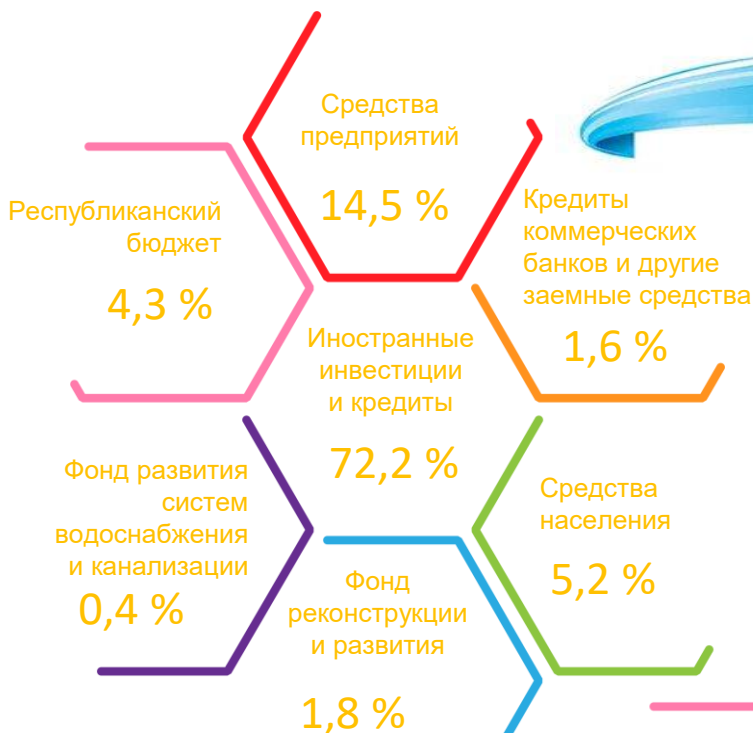 Средства
предприятий
14,5 %
Республиканский
бюджет
4,3 %
Кредиты
коммерческих
банков и другие
заемные средства
1,6 %
Иностранные
инвестиции
и кредиты
72,2 %
Фонд развития
систем
водоснабжения
и канализации
0,4 %
Средства
населения
5,2 %
Фонд
реконструкции
и развития
1,8 %